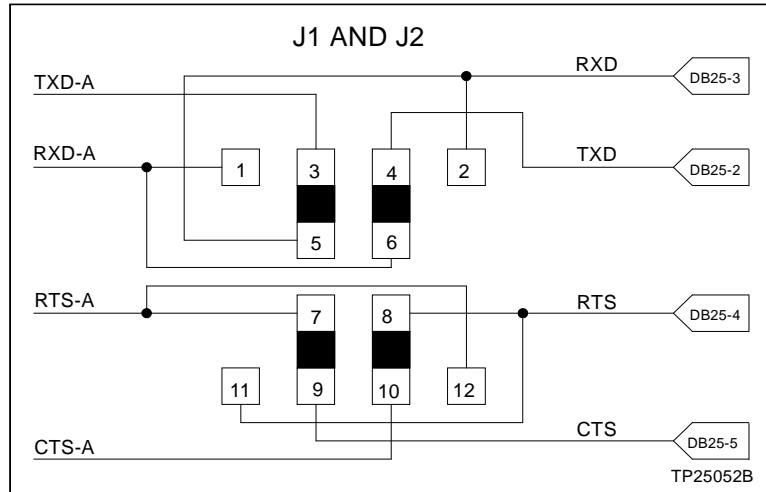 J1 AND J2
TXD-A
RXD
DB25-3
RXD-A
1
3
4
2
TXD
DB25-2
5
6
RTS-A
7
8
RTS
DB25-4
11
9
10
12
CTS-A
CTS
DB25-5
TP25052B